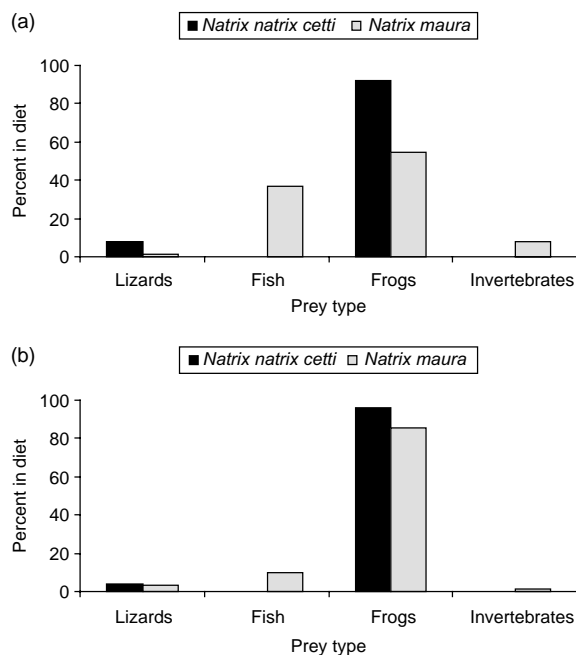 (a)
Natrix natrix cetti Natrix maura
Percent in diet
100
80
60
40
20
0
Lizards Fish Frogs Invertebrates
Prey type
(b)
Natrix natrix cetti Natrix maura
Percent in diet
100
80
60
40
20
0
Lizards Fish Frogs Invertebrates
Prey type